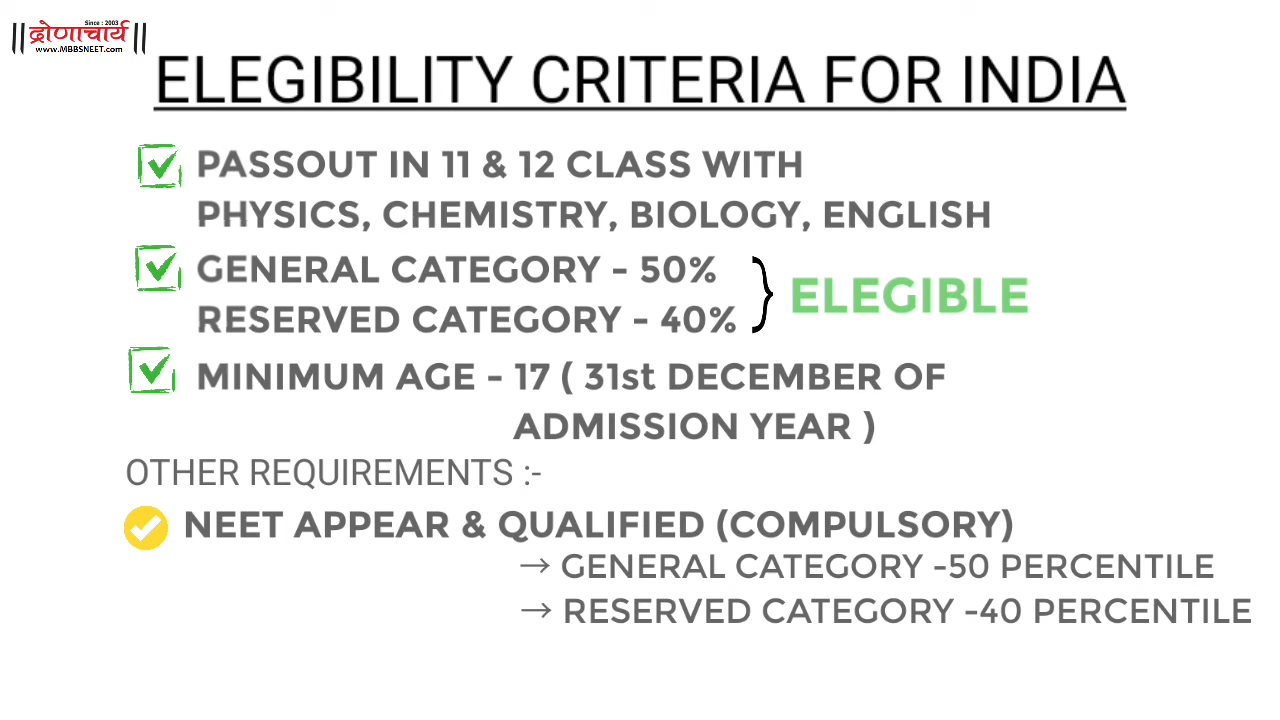 Since : 2003
|| द्रोणाचार्य ||
www.MBBSNEET.com
ELEGIBILITY CRITERIA FOR INDIA
PASSOUT IN 11 & 12 CLASS WITH
PHYSICS, CHEMISTRY, BIOLOGY, ENGLISH
GENERAL CATEGORY - 50%
RESERVED CATEGORY - 40%
ELEGIBLE
MINIMUM AGE - 17 ( 31st DECEMBER OF
ADMISSION YEAR )
OTHER REQUIREMENTS :-
NEET APPEAR & QUALIFIED (COMPULSORY)
→ GENERAL CATEGORY -50 PERCENTILE
→ RESERVED CATEGORY -40 PERCENTILE